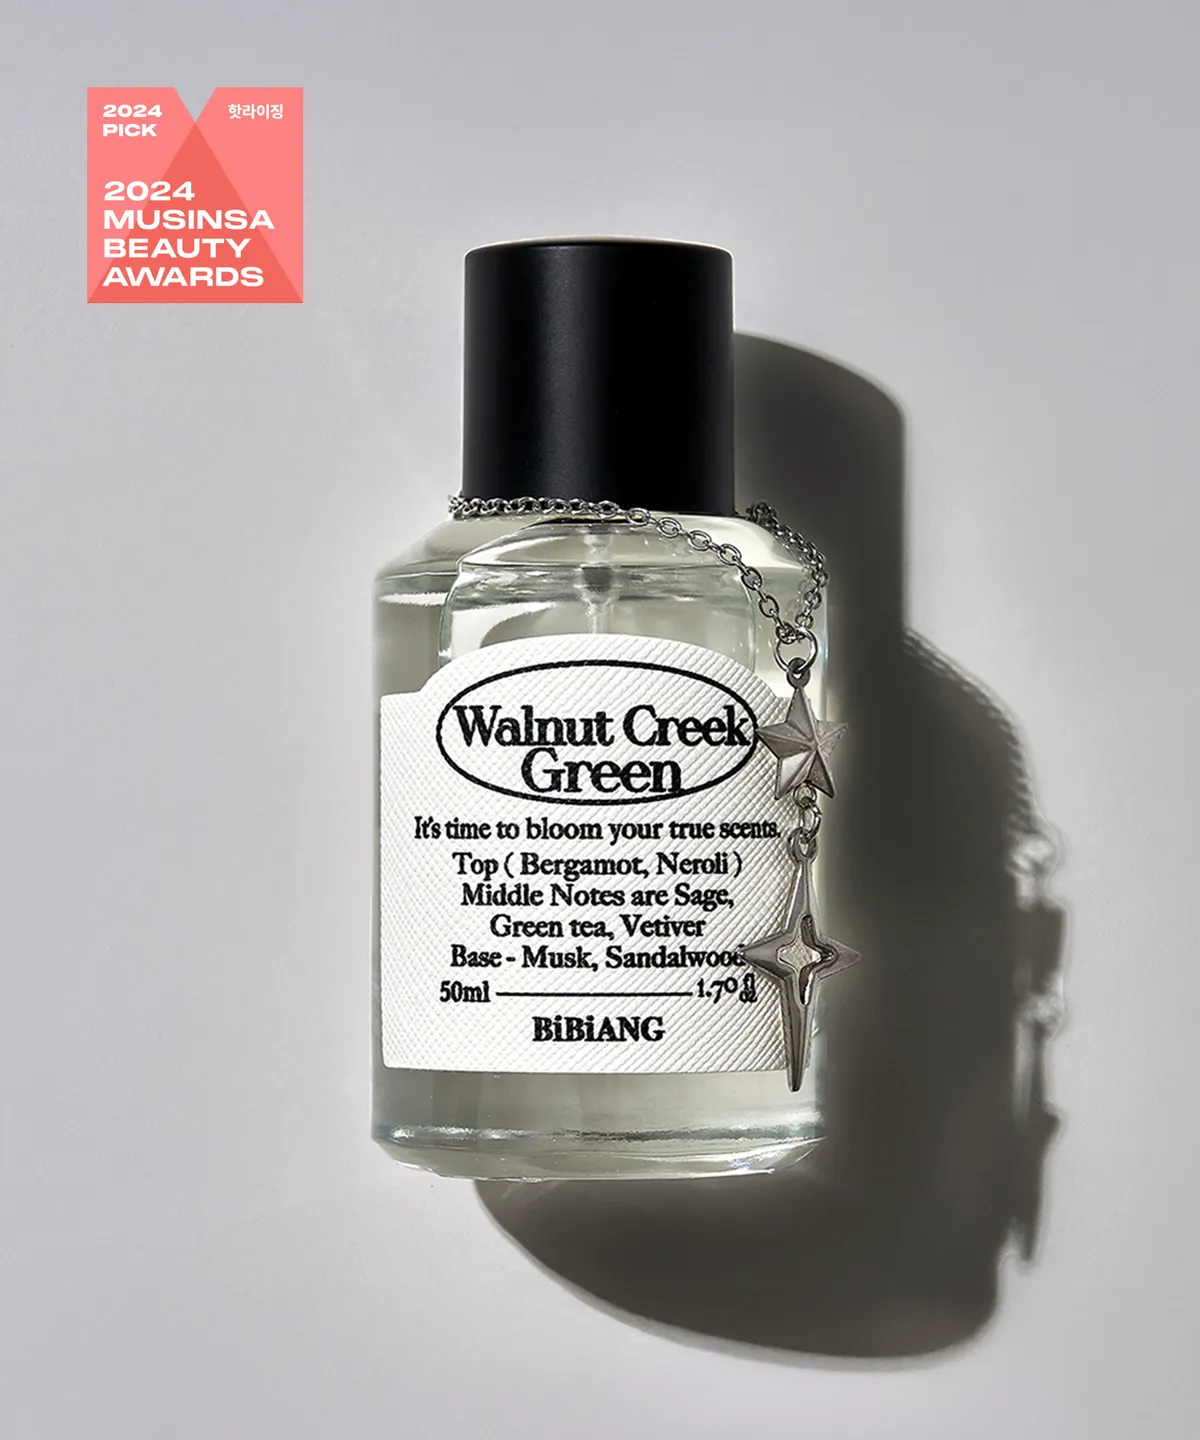 2024
PICK
핫라이징
2024
MUSINSA
BEAUTY
AWARDS
Walnut Creek
Green
It's time to bloom your true scents.
Top ( Bergamot, Neroli )
Middle Notes are Sage,
Green tea, Vetiver
Base - Musk, Sandalwood
50ml 1.70 fl oz
BiBiANG